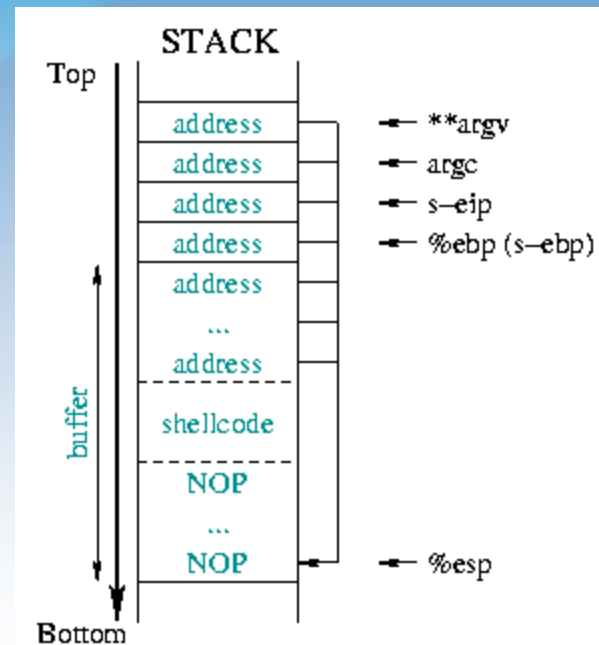 STACK
Top
address **argv
address argc
address s-eip
address %ebp (s-ebp)
address
...
address
buffer
shellcode
NOP
...
NOP %esp
Bottom